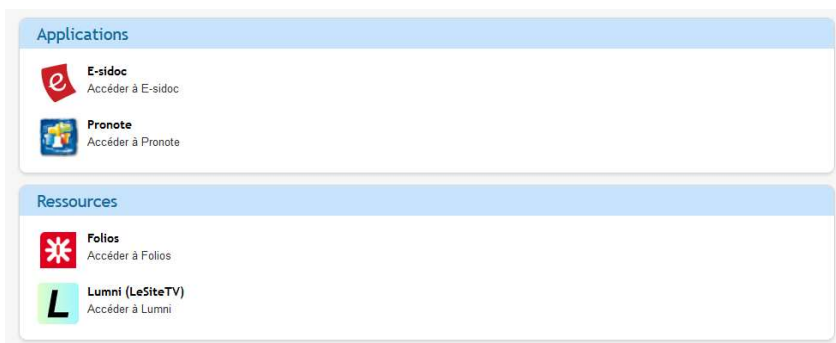 Applications
e
E-sidoc
Accéder à E-sidoc
Pronote
Accéder à Pronote
Ressources
Folios
Accéder à Folios
L
Lumni (LeSiteTV)
Accéder à Lumni